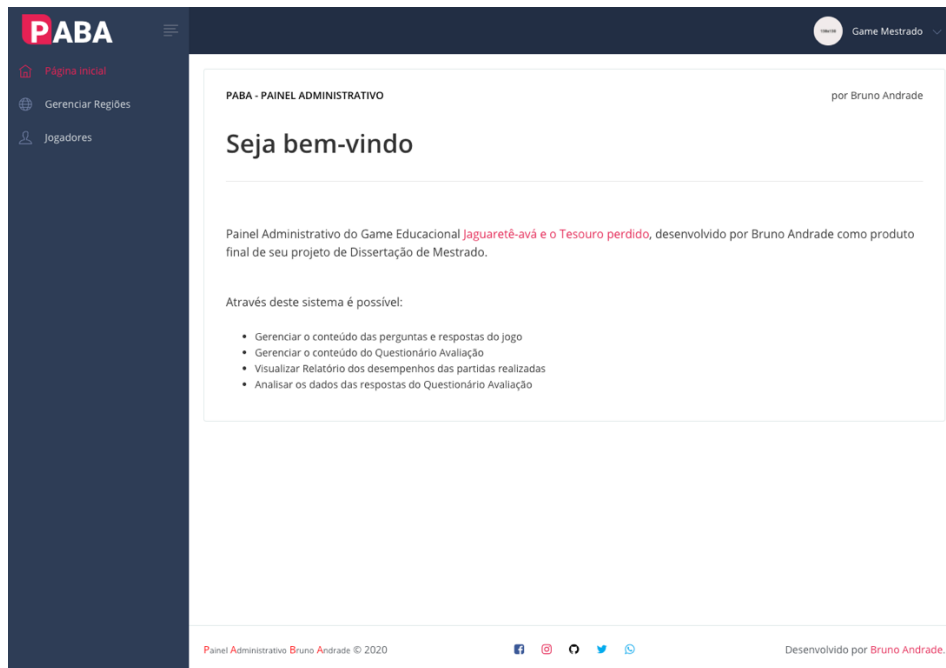 PABA
Game Mestrado
Página inicial
Gerenciar Regiões
Jogadores
PABA - PAINEL ADMINISTRATIVO
por Bruno Andrade
Seja bem-vindo
Painel Administrativo do Game Educacional Jaguaretê-avá e o Tesouro perdido, desenvolvido por Bruno Andrade como produto
final de seu projeto de Dissertação de Mestrado.
Através deste sistema é possível:
• Gerenciar o conteúdo das perguntas e respostas do jogo
• Gerenciar o conteúdo do Questionário Avaliação
• Visualizar Relatório dos desempenhos das partidas realizadas
• Analisar os dados das respostas do Questionário Avaliação
Painel Administrativo Bruno Andrade © 2020
Desenvolvido por Bruno Andrade.